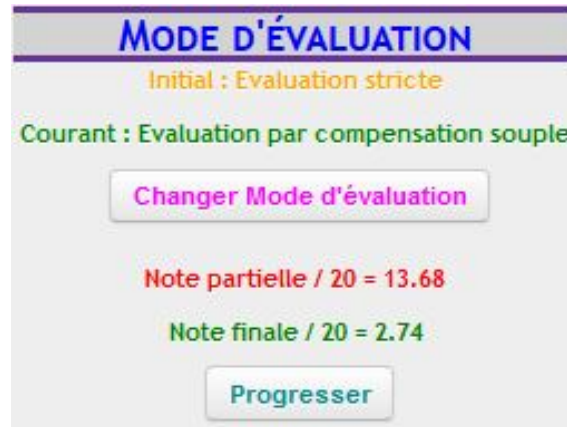 MODE D'ÉVALUATION
Initial : Evaluation stricte
Courant : Evaluation par compensation souple
Changer Mode d'évaluation
Note partielle / 20 = 13.68
Note finale / 20 = 2.74
Progresser